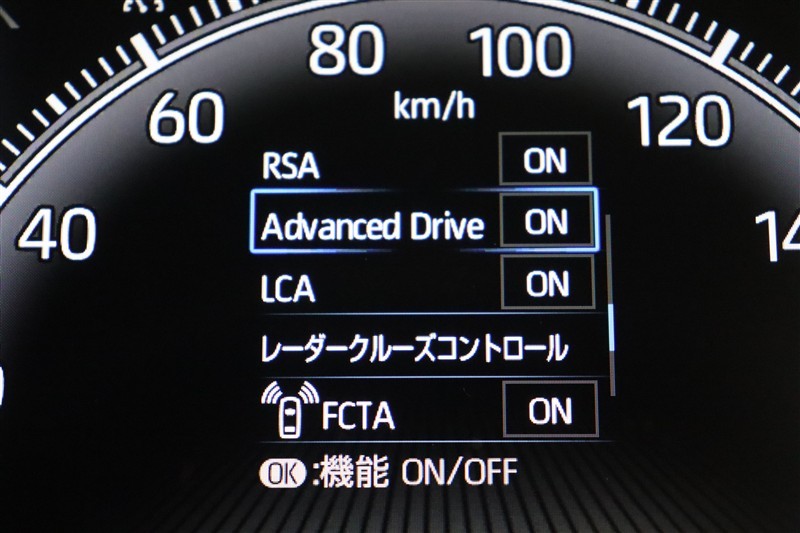 80 100
km/h
60 120
40 14
RSA ON
Advanced Drive ON
LCA ON
レーダークルーズコントロール
FCTA ON
OK:機能 ON/OFF